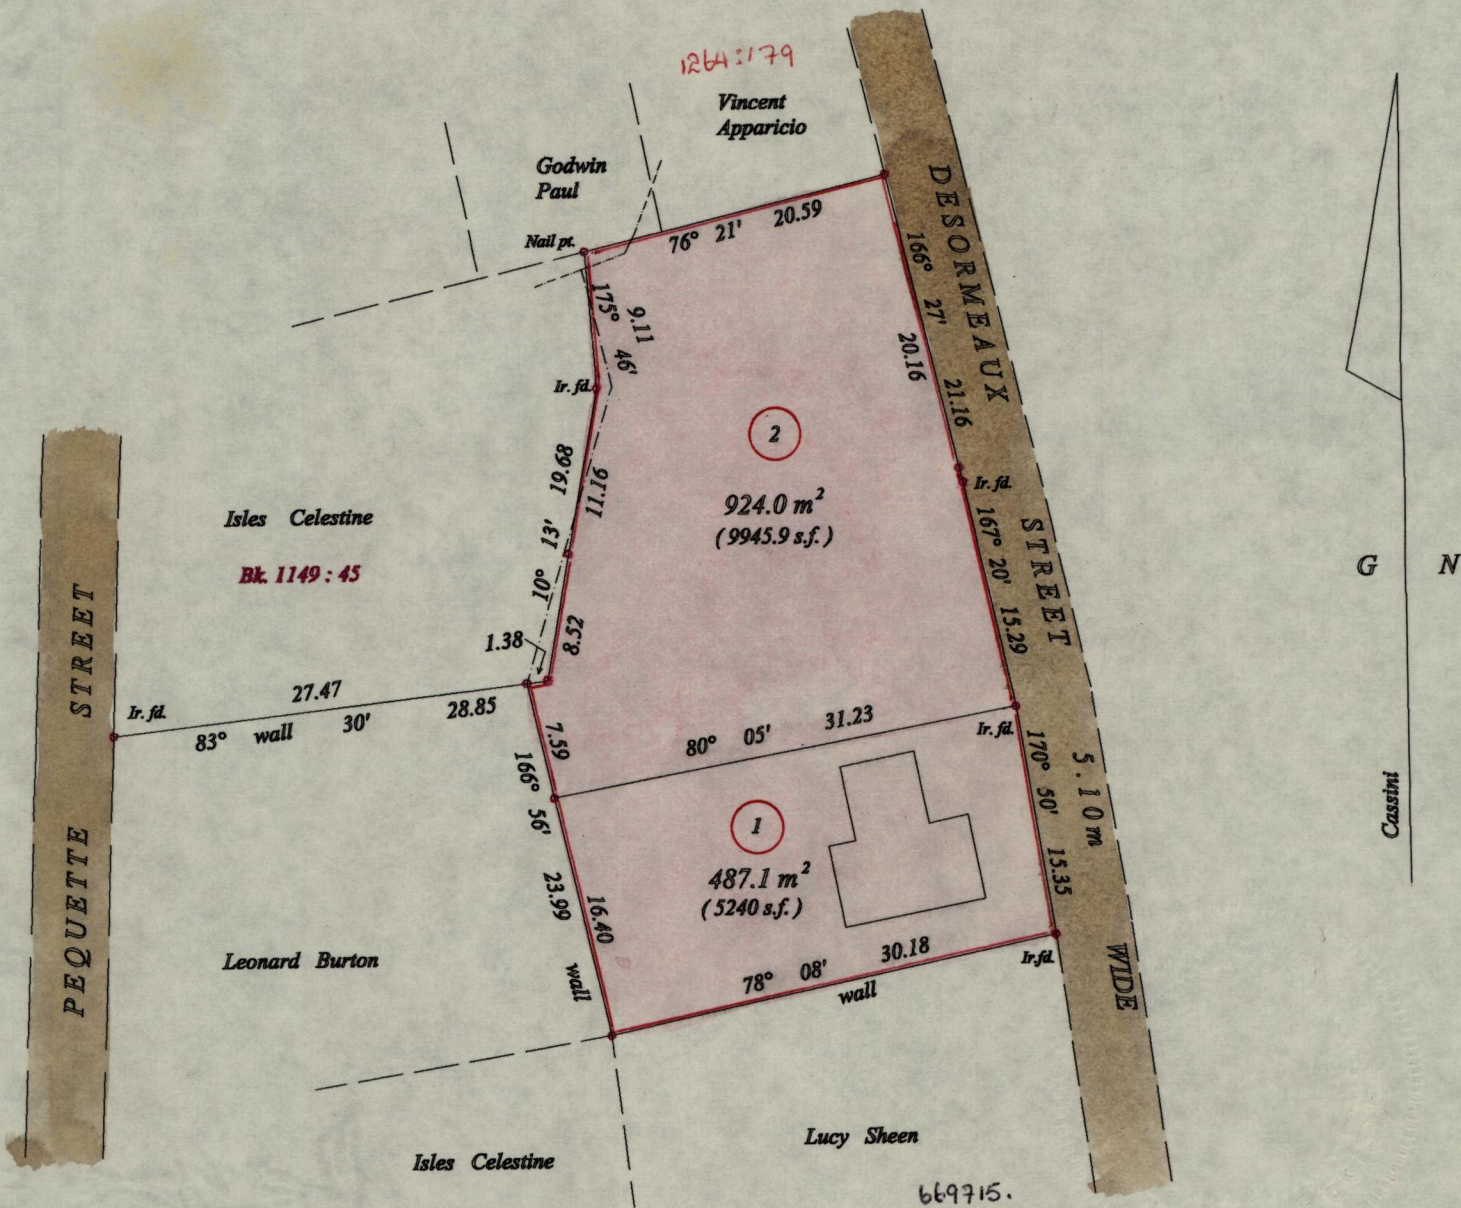 1264:179
Vincent
Apparicio
Godwin
Paul
Nail pt.
76° 21' 20.59
DESORMEAUX STREET 5.10m WIDE
166° 27' 21.16
20.16
175° 46'
9.11
Ir. fd.
2
924.0 m²
( 9945.9 s.f. )
Ir. fd.
10° 13' 19.68
11.16
8.52
1.38
167° 20' 15.29
Isles Celestine
Bk. 1149 : 45
PEQUETTE STREET
G N
Cassini
Ir. fd.
27.47
83° wall 30' 28.85
7.59
80° 05' 31.23
Ir. fd.
166° 56' 23.99
16.40
wall
170° 50' 15.35
1
487.1 m²
( 5240 s.f. )
Leonard Burton
78° 08' 30.18
wall
Ir.fd.
Lucy Sheen
Isles Celestine
669715.